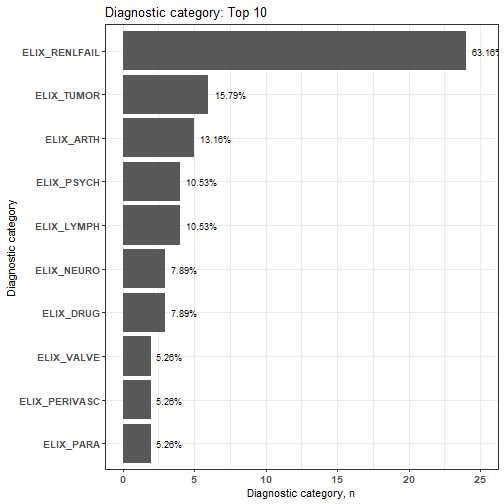 Diagnostic category: Top 10
Diagnostic category
ELIX_RENLFAIL 63.16%
ELIX_TUMOR 15.79%
ELIX_ARTH 13.16%
ELIX_PSYCH 10.53%
ELIX_LYMPH 10.53%
ELIX_NEURO 7.89%
ELIX_DRUG 7.89%
ELIX_VALVE 5.26%
ELIX_PERIVASC 5.26%
ELIX_PARA 5.26%
0 5 10 15 20 25
Diagnostic category, n